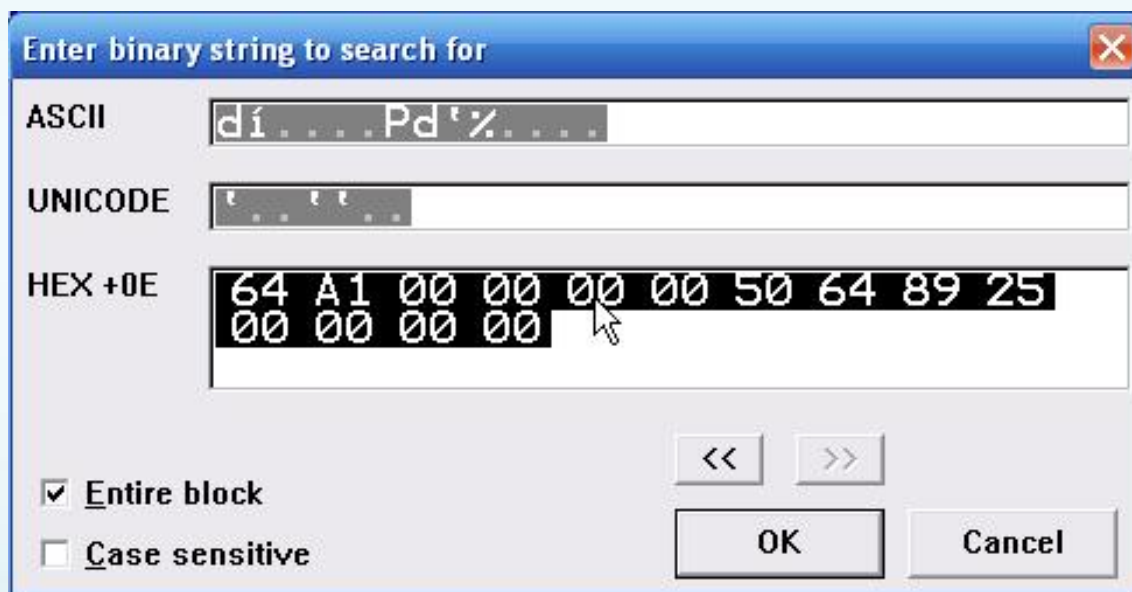 Enter binary string to search for
ASCII
dí....Pd'%....
UNICODE
'..''..
HEX +0E
64 A1 00 00 00 00 50 64 89 25
00 00 00 00
<< >>
Entire block
Case sensitive
OK Cancel